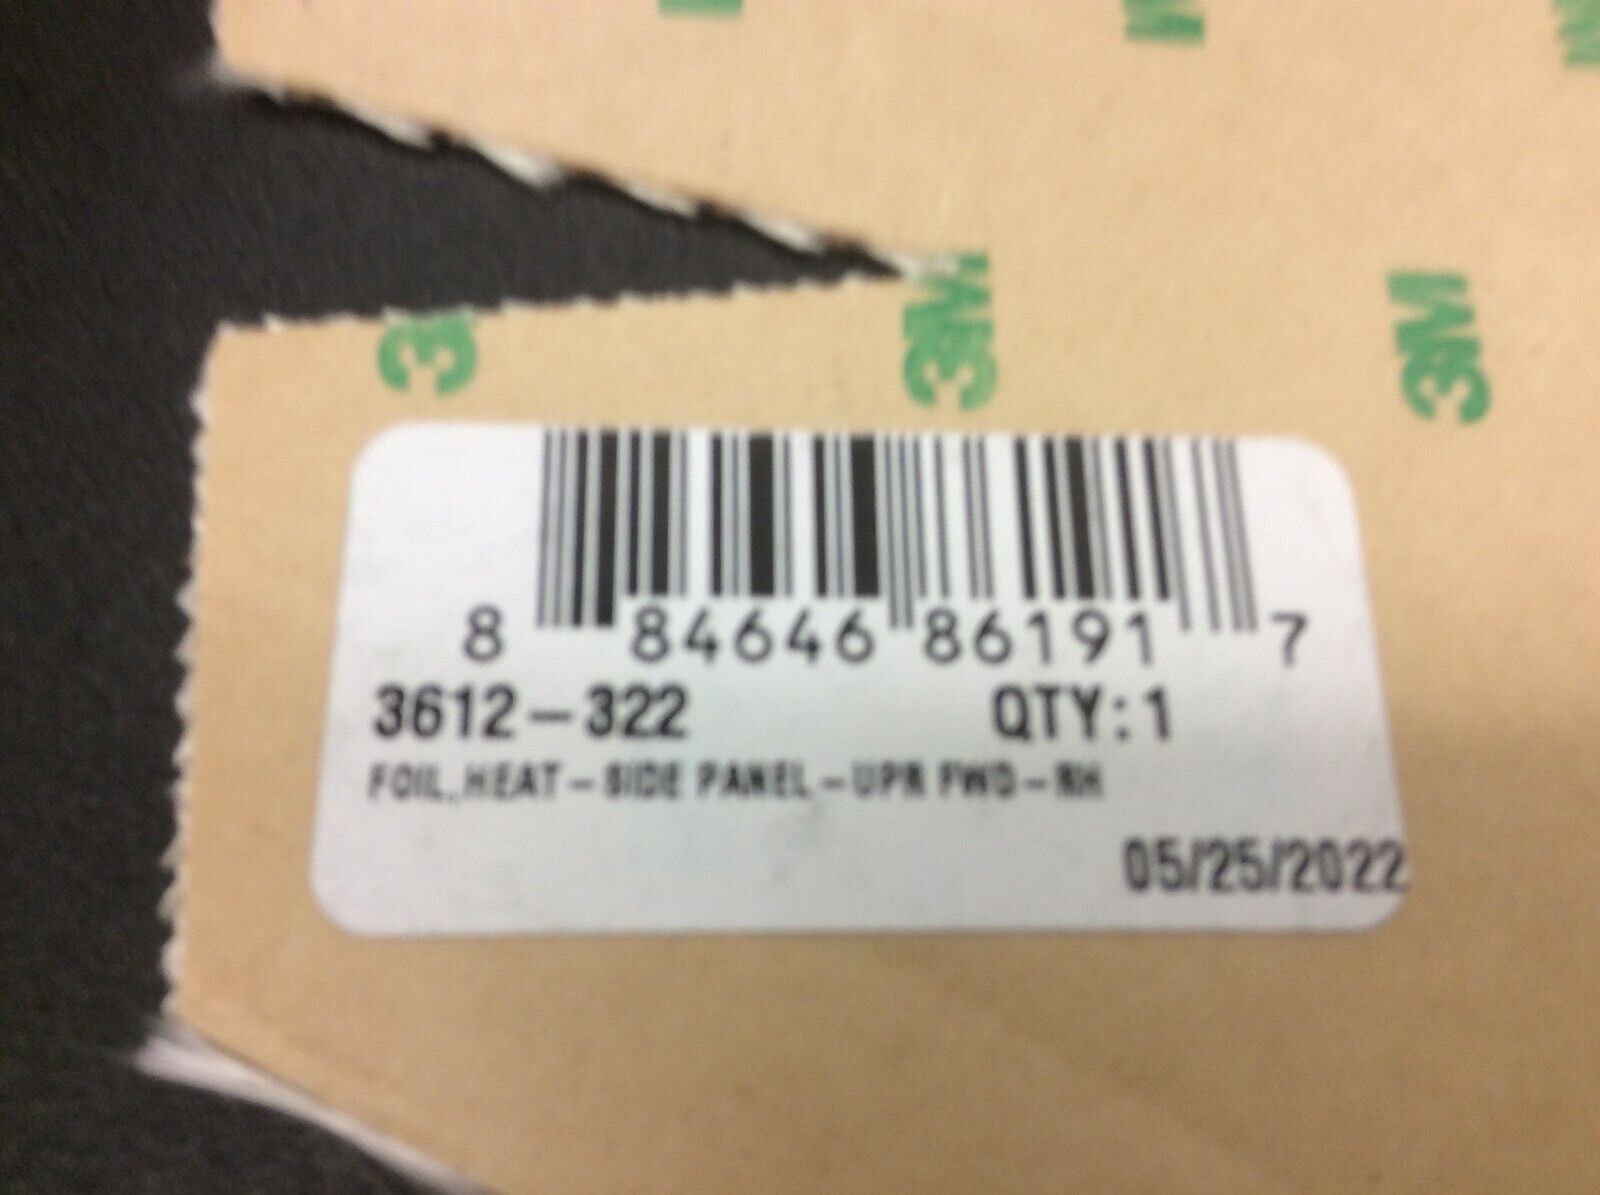 3M
3M
3M
8 84646 86191 7
3612-322 QTY: 1
FOIL, HEAT-SIDE PANEL-UPR FWD-RH
05/25/2022